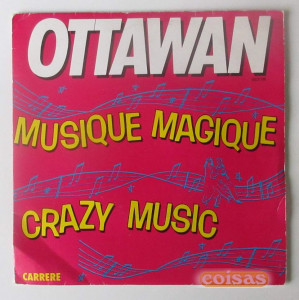 OTTAWAN
MUSIQUE MAGIQUE
CRAZY MUSIC
CARRERE
coisas